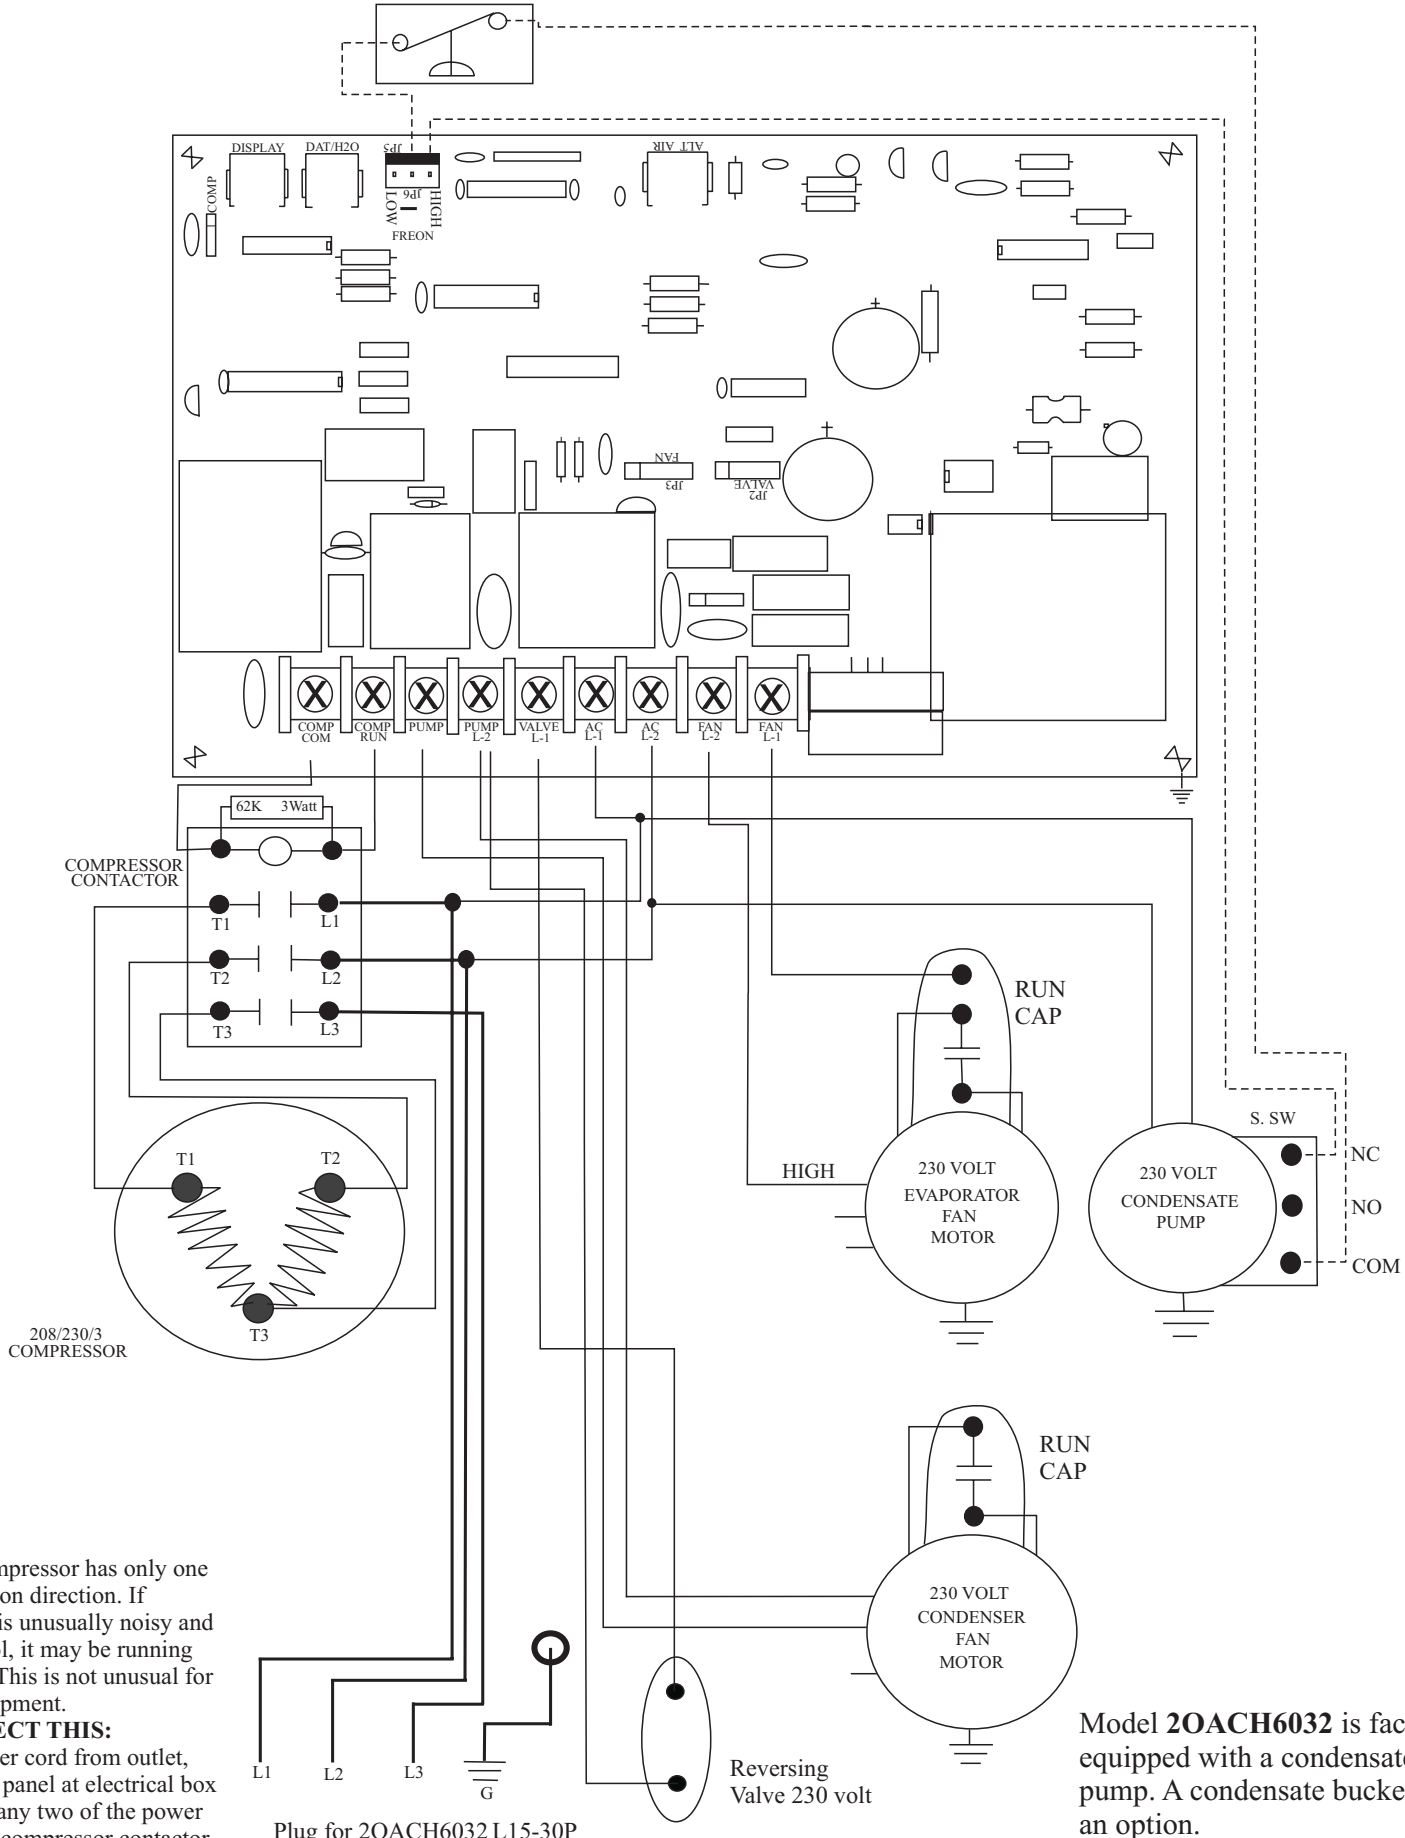 DISPLAY
DAT/H2O
JP5
ALT AIR
COMP
LOW
JP6
HIGH
FREON
FAN
JP3
VALVE
JP2
COMP
COM
COMP
RUN
PUMP
PUMP
L-2
VALVE
L-1
AC
L-1
AC
L-2
FAN
L-2
FAN
L-1
62K 3Watt
COMPRESSOR
CONTACTOR
T1
L1
T2
L2
T3
L3
RUN
CAP
S. SW
T1
T2
T3
208/230/3
COMPRESSOR
HIGH
230 VOLT
EVAPORATOR
FAN
MOTOR
230 VOLT
CONDENSATE
PUMP
NC
NO
COM
RUN
CAP
230 VOLT
CONDENSER
FAN
MOTOR
mpressor has only one
on direction. If
is unusually noisy and
l, it may be running
This is not unusual for
pment.
ECT THIS:
er cord from outlet,
panel at electrical box
any two of the power
compressor contactor
L1
L2
L3
G
Plug for 2OACH6032 L15-30P
Reversing
Valve 230 volt
Model 2OACH6032 is fac
equipped with a condensate
pump. A condensate bucke
an option.